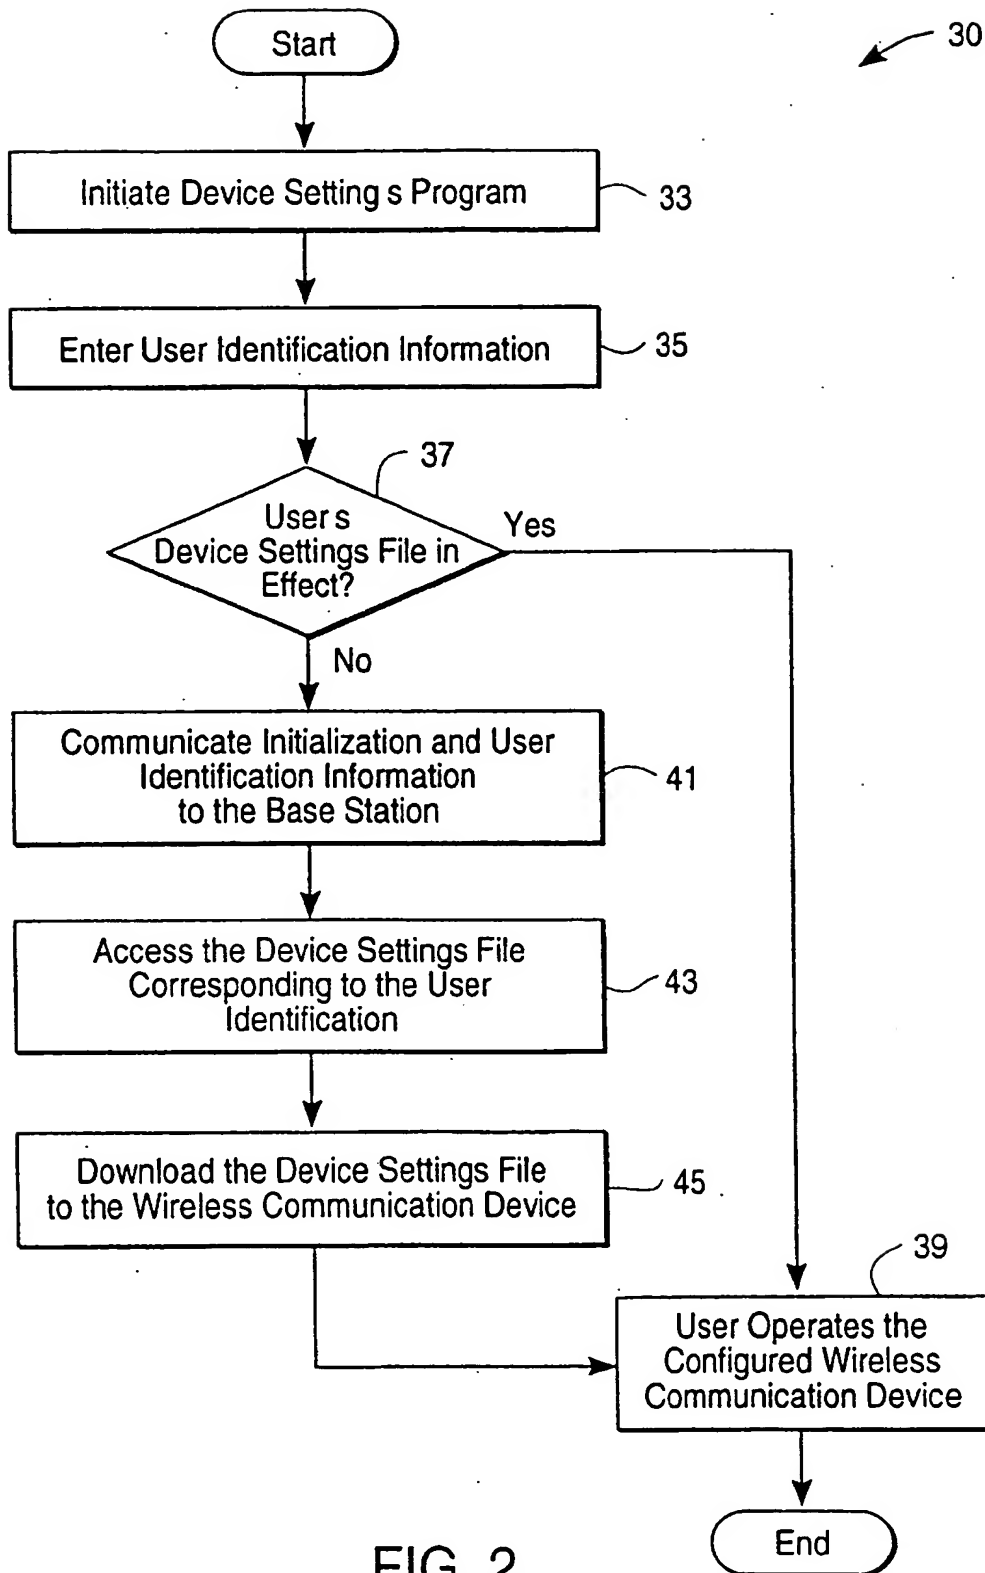 Start
30
Initiate Device Setting s Program
33
Enter User Identification Information
35
37
User s
Device Settings File in
Effect?
Yes
No
Communicate Initialization and User
Identification Information
to the Base Station
41
Access the Device Settings File
Corresponding to the User
Identification
43
Download the Device Settings File
to the Wireless Communication Device
45
39
User Operates the
Configured Wireless
Communication Device
End
FIG. 2